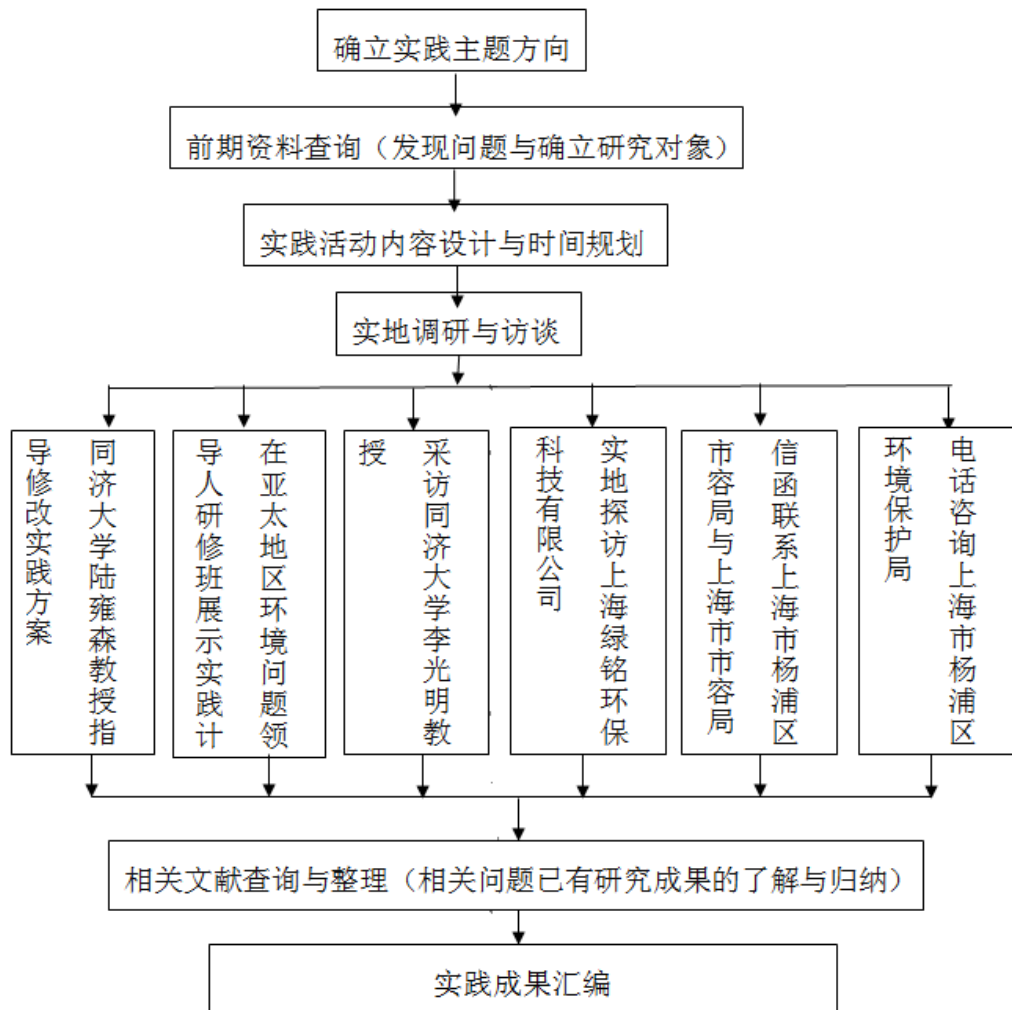 确立实践主题方向
前期资料查询（发现问题与确立研究对象）
实践活动内容设计与时间规划
实地调研与访谈
同济大学陆雍森教授指
导修改实践方案
在亚太地区环境问题领
导人研修班展示实践计
采访同济大学李光明教
授
实地探访上海绿铭环保
科技有限公司
信函联系上海市杨浦区
市容局与上海市市容局
电话咨询上海市杨浦区
环境保护局
相关文献查询与整理（相关问题已有研究成果的了解与归纳）
实践成果汇编